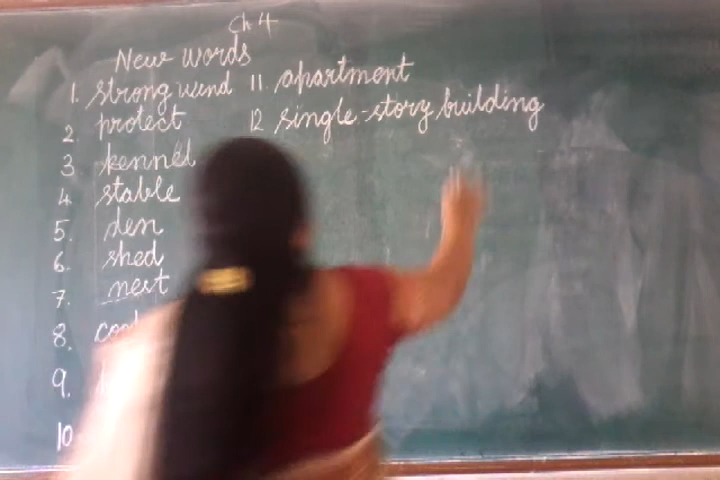 Ch 4
New words
1. strong wind
2. protect
3 kennel
4 stable
5. den
6. shed
7. nest
8.
9.
10
11. apartment
12 single-story building